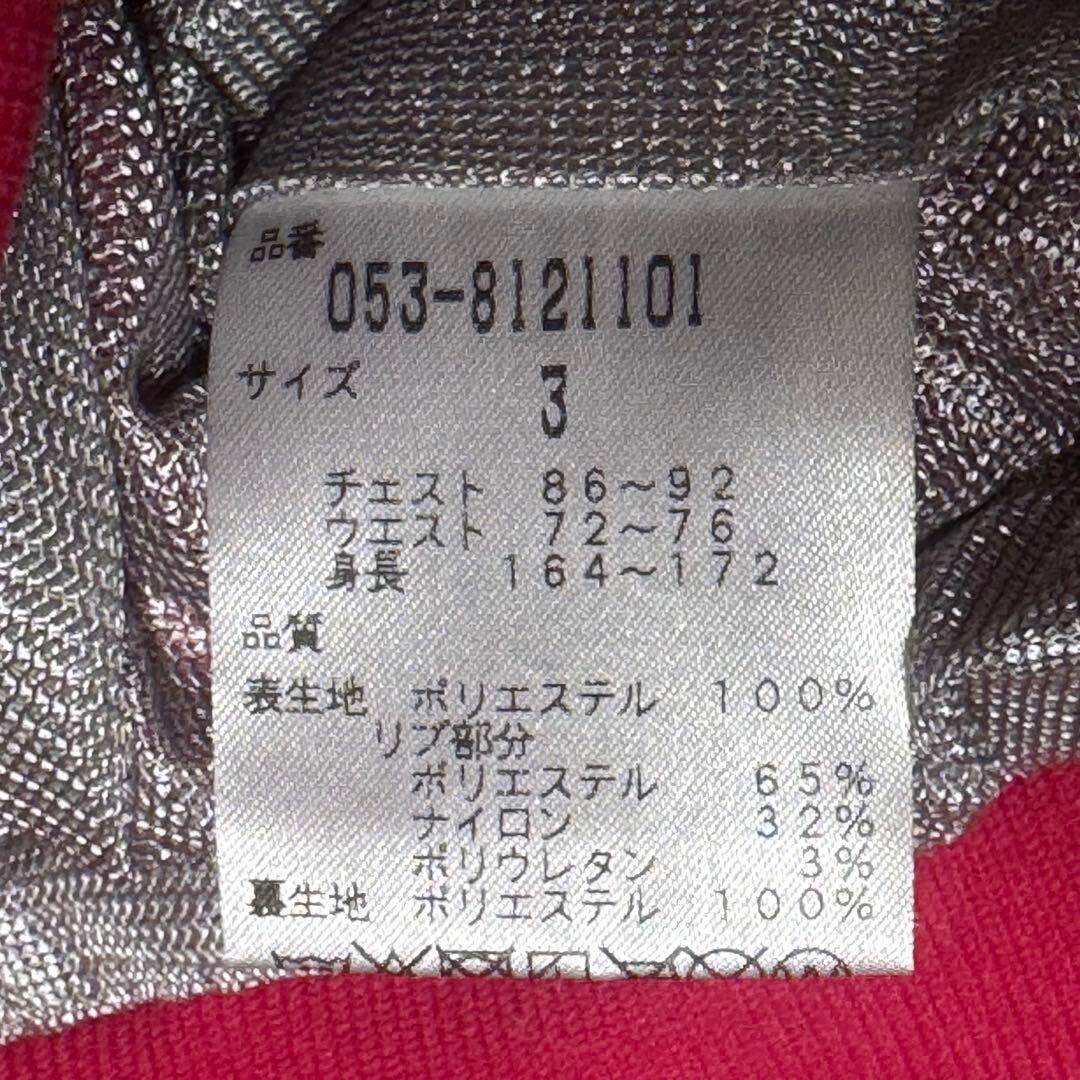 品番
053-8121101
サイズ 3
チェスト 86～92
ウエスト 72～76
身長 164～172
品質
表生地 ポリエステル 100%
リブ部分
ポリエステル 65%
ナイロン 32%
ポリウレタン 3%
裏生地 ポリエステル 100%